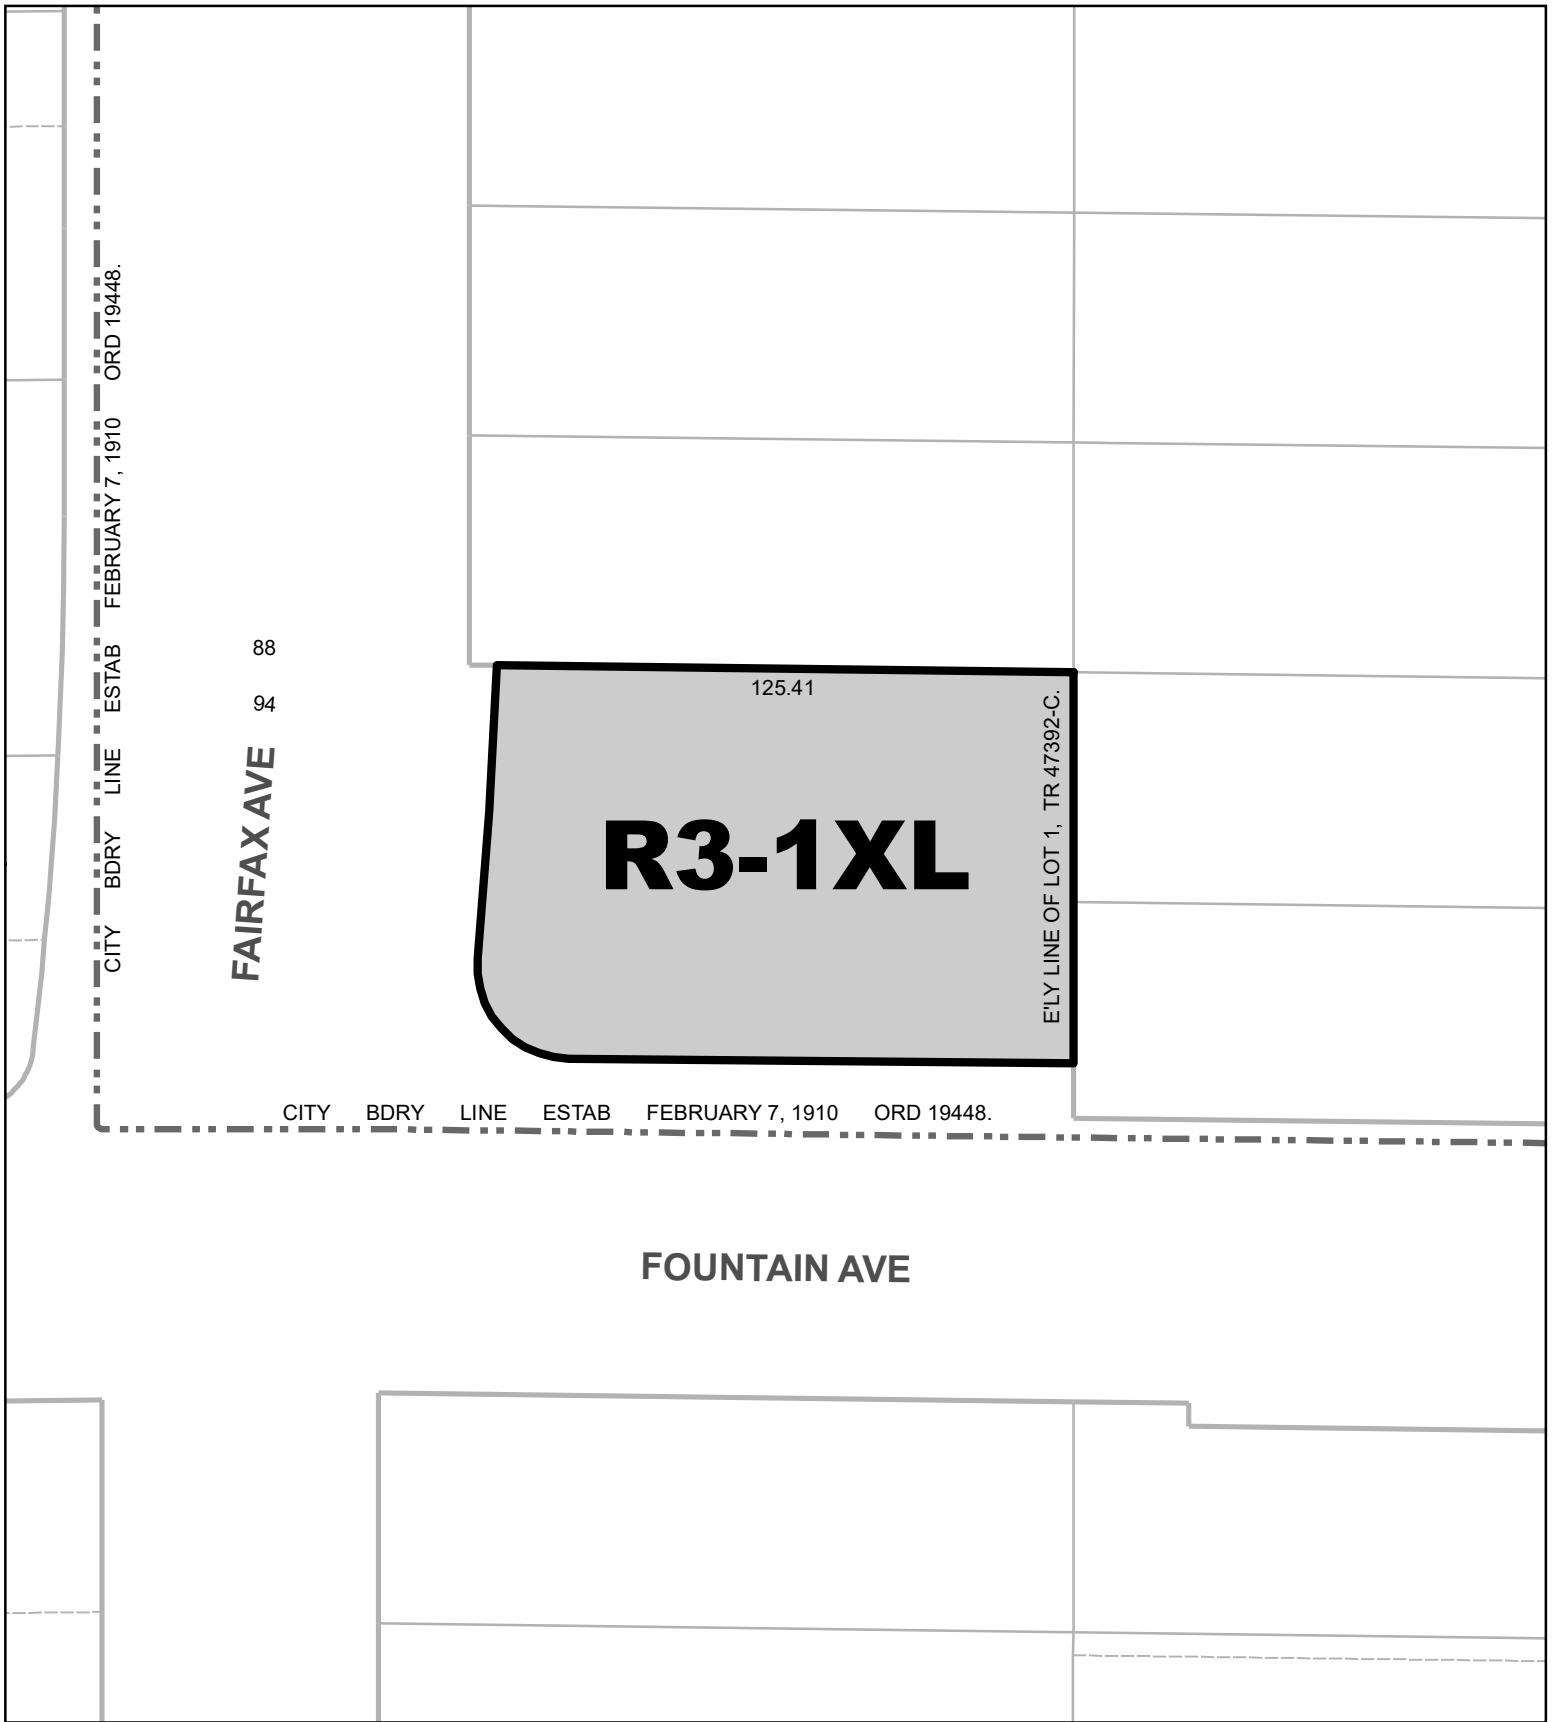 CITY BDRY LINE ESTAB FEBRUARY 7, 1910 ORD 19448.
88
94
FAIRFAX AVE
125.41
R3-1XL
E'LY LINE OF LOT 1, TR 47392-C.
CITY BDRY LINE ESTAB FEBRUARY 7, 1910 ORD 19448.
FOUNTAIN AVE